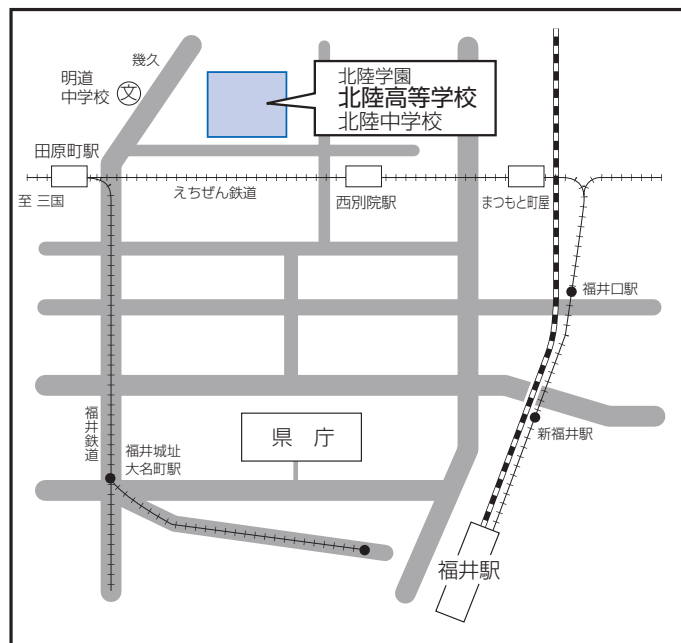 幾久
明道
中学校
文
北陸学園
北陸高等学校
北陸中学校
田原町駅
至 三国
えちぜん鉄道
西別院駅
まつもと町屋
福井口駅
福井鉄道
福井城址
大名町駅
県 庁
新福井駅
福井駅